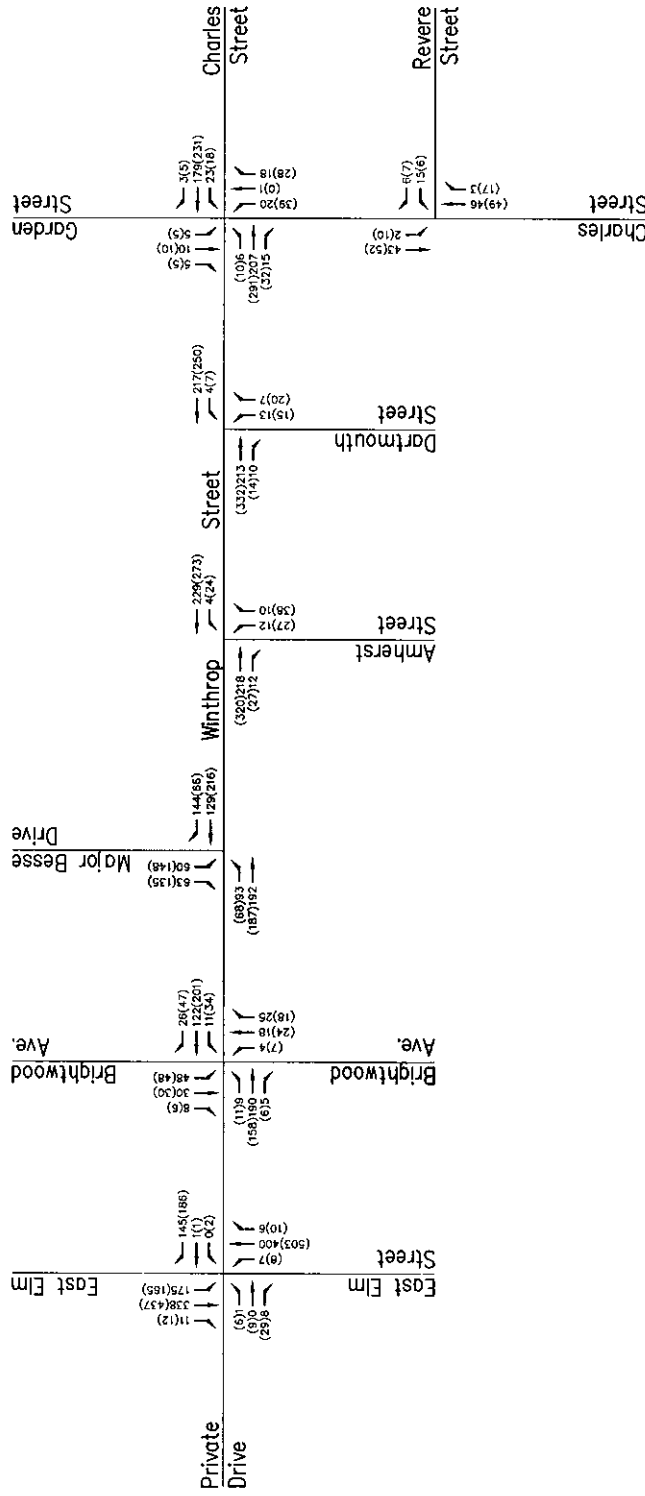 Charles
Street
Revere
Street
Garden
Street
3(5)
179(231)
23(18)
5(5)
10(10)
5(5)
(39)20
(0)1
(28)18
(10)6
(291)207
(32)15
6(7)
15(6)
2(10)
43(52)
(49)46
(17)3
Charles
Street
217(250)
4(7)
(15)13
(20)7
(332)213
(14)10
Dartmouth
Street
Winthrop
Street
229(273)
4(24)
(27)12
(38)10
(320)218
(27)12
Amherst
Street
Major Besse
Drive
144(66)
129(216)
60(148)
63(135)
(68)93
(187)192
Brightwood
Ave.
26(47)
122(201)
11(34)
48(48)
30(30)
8(6)
(7)4
(24)18
(18)25
(11)9
(158)190
(6)5
Brightwood
Ave.
East Elm
145(186)
1(1)
0(2)
175(165)
338(437)
11(12)
(8)7
(503)400
(10)6
(6)1
(9)0
(29)8
East Elm
Street
Private
Drive